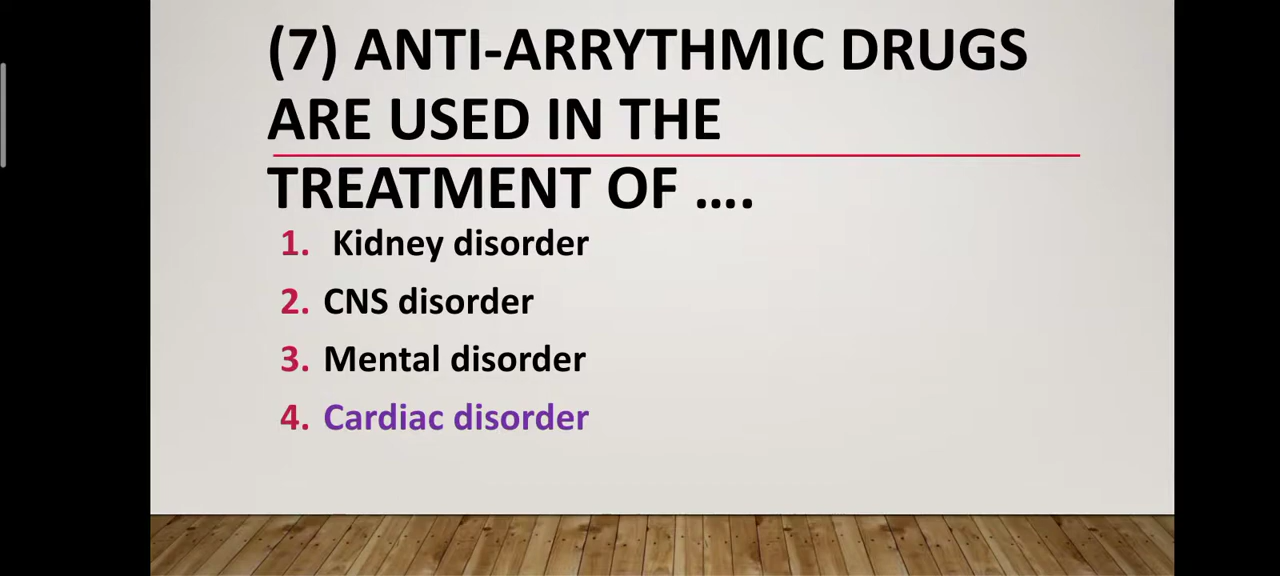 (7) ANTI-ARRYTHMIC DRUGS
ARE USED IN THE
TREATMENT OF ....
1. Kidney disorder
2. CNS disorder
3. Mental disorder
4. Cardiac disorder